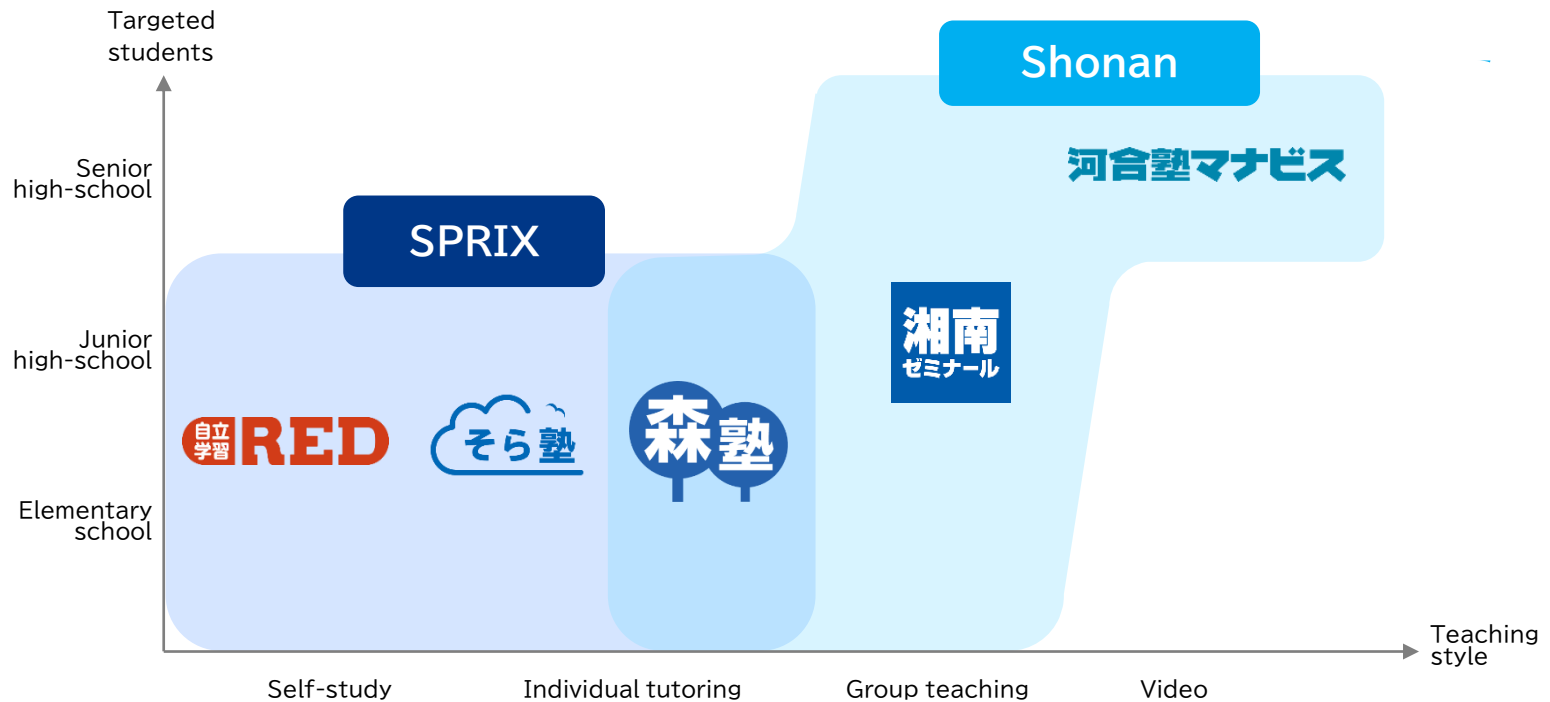 Targeted
students
Shonan
Senior
high-school
河合塾マナビス
SPRIX
Junior
high-school
湘南
ゼミナール
自立
学習
RED
そら塾
森塾
Elementary
school
Teaching
style
Self-study
Individual tutoring
Group teaching
Video